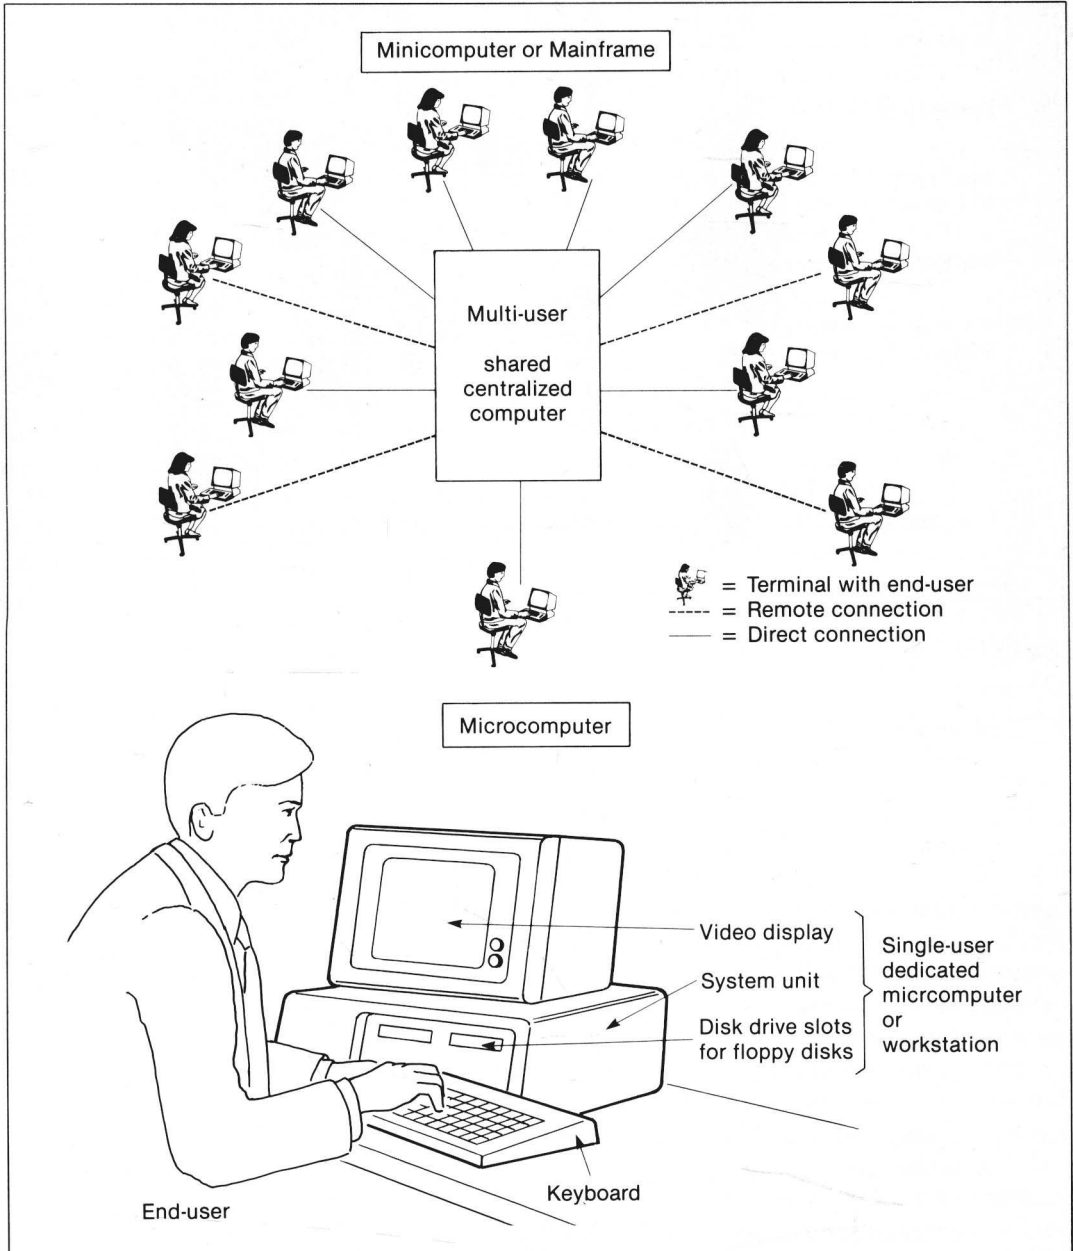 Minicomputer or Mainframe
Multi-user
shared
centralized
computer
= Terminal with end-user
= Remote connection
= Direct connection
Microcomputer
Video display
System unit
Disk drive slots
for floppy disks
Single-user
dedicated
micrcomputer
or
workstation
Keyboard
End-user